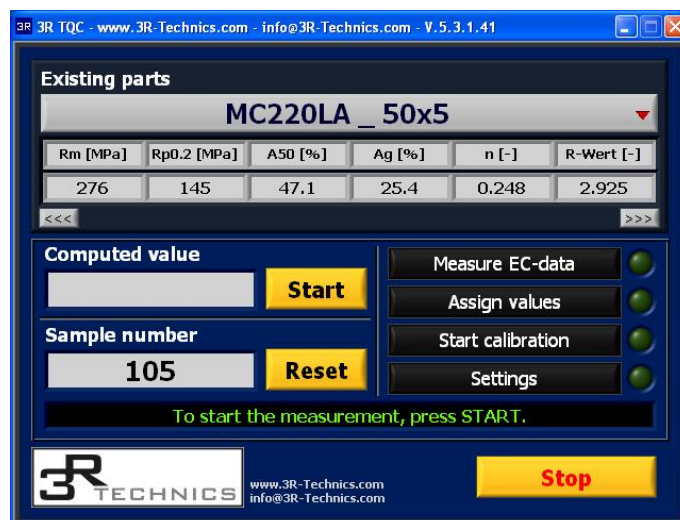 3R 3R TQC - www.3R-Technics.com - info@3R-Technics.com - V.5.3.1.41
Existing parts
MC220LA _ 50x5
Rm [MPa] Rp0.2 [MPa] A50 [%] Ag [%] n [-] R-Wert [-]
276 145 47.1 25.4 0.248 2.925
<<< >>>
Computed value
Start
Measure EC-data
Assign values
Sample number
105
Reset
Start calibration
Settings
To start the measurement, press START.
3R TECHNICS
www.3R-Technics.com
info@3R-Technics.com
Stop